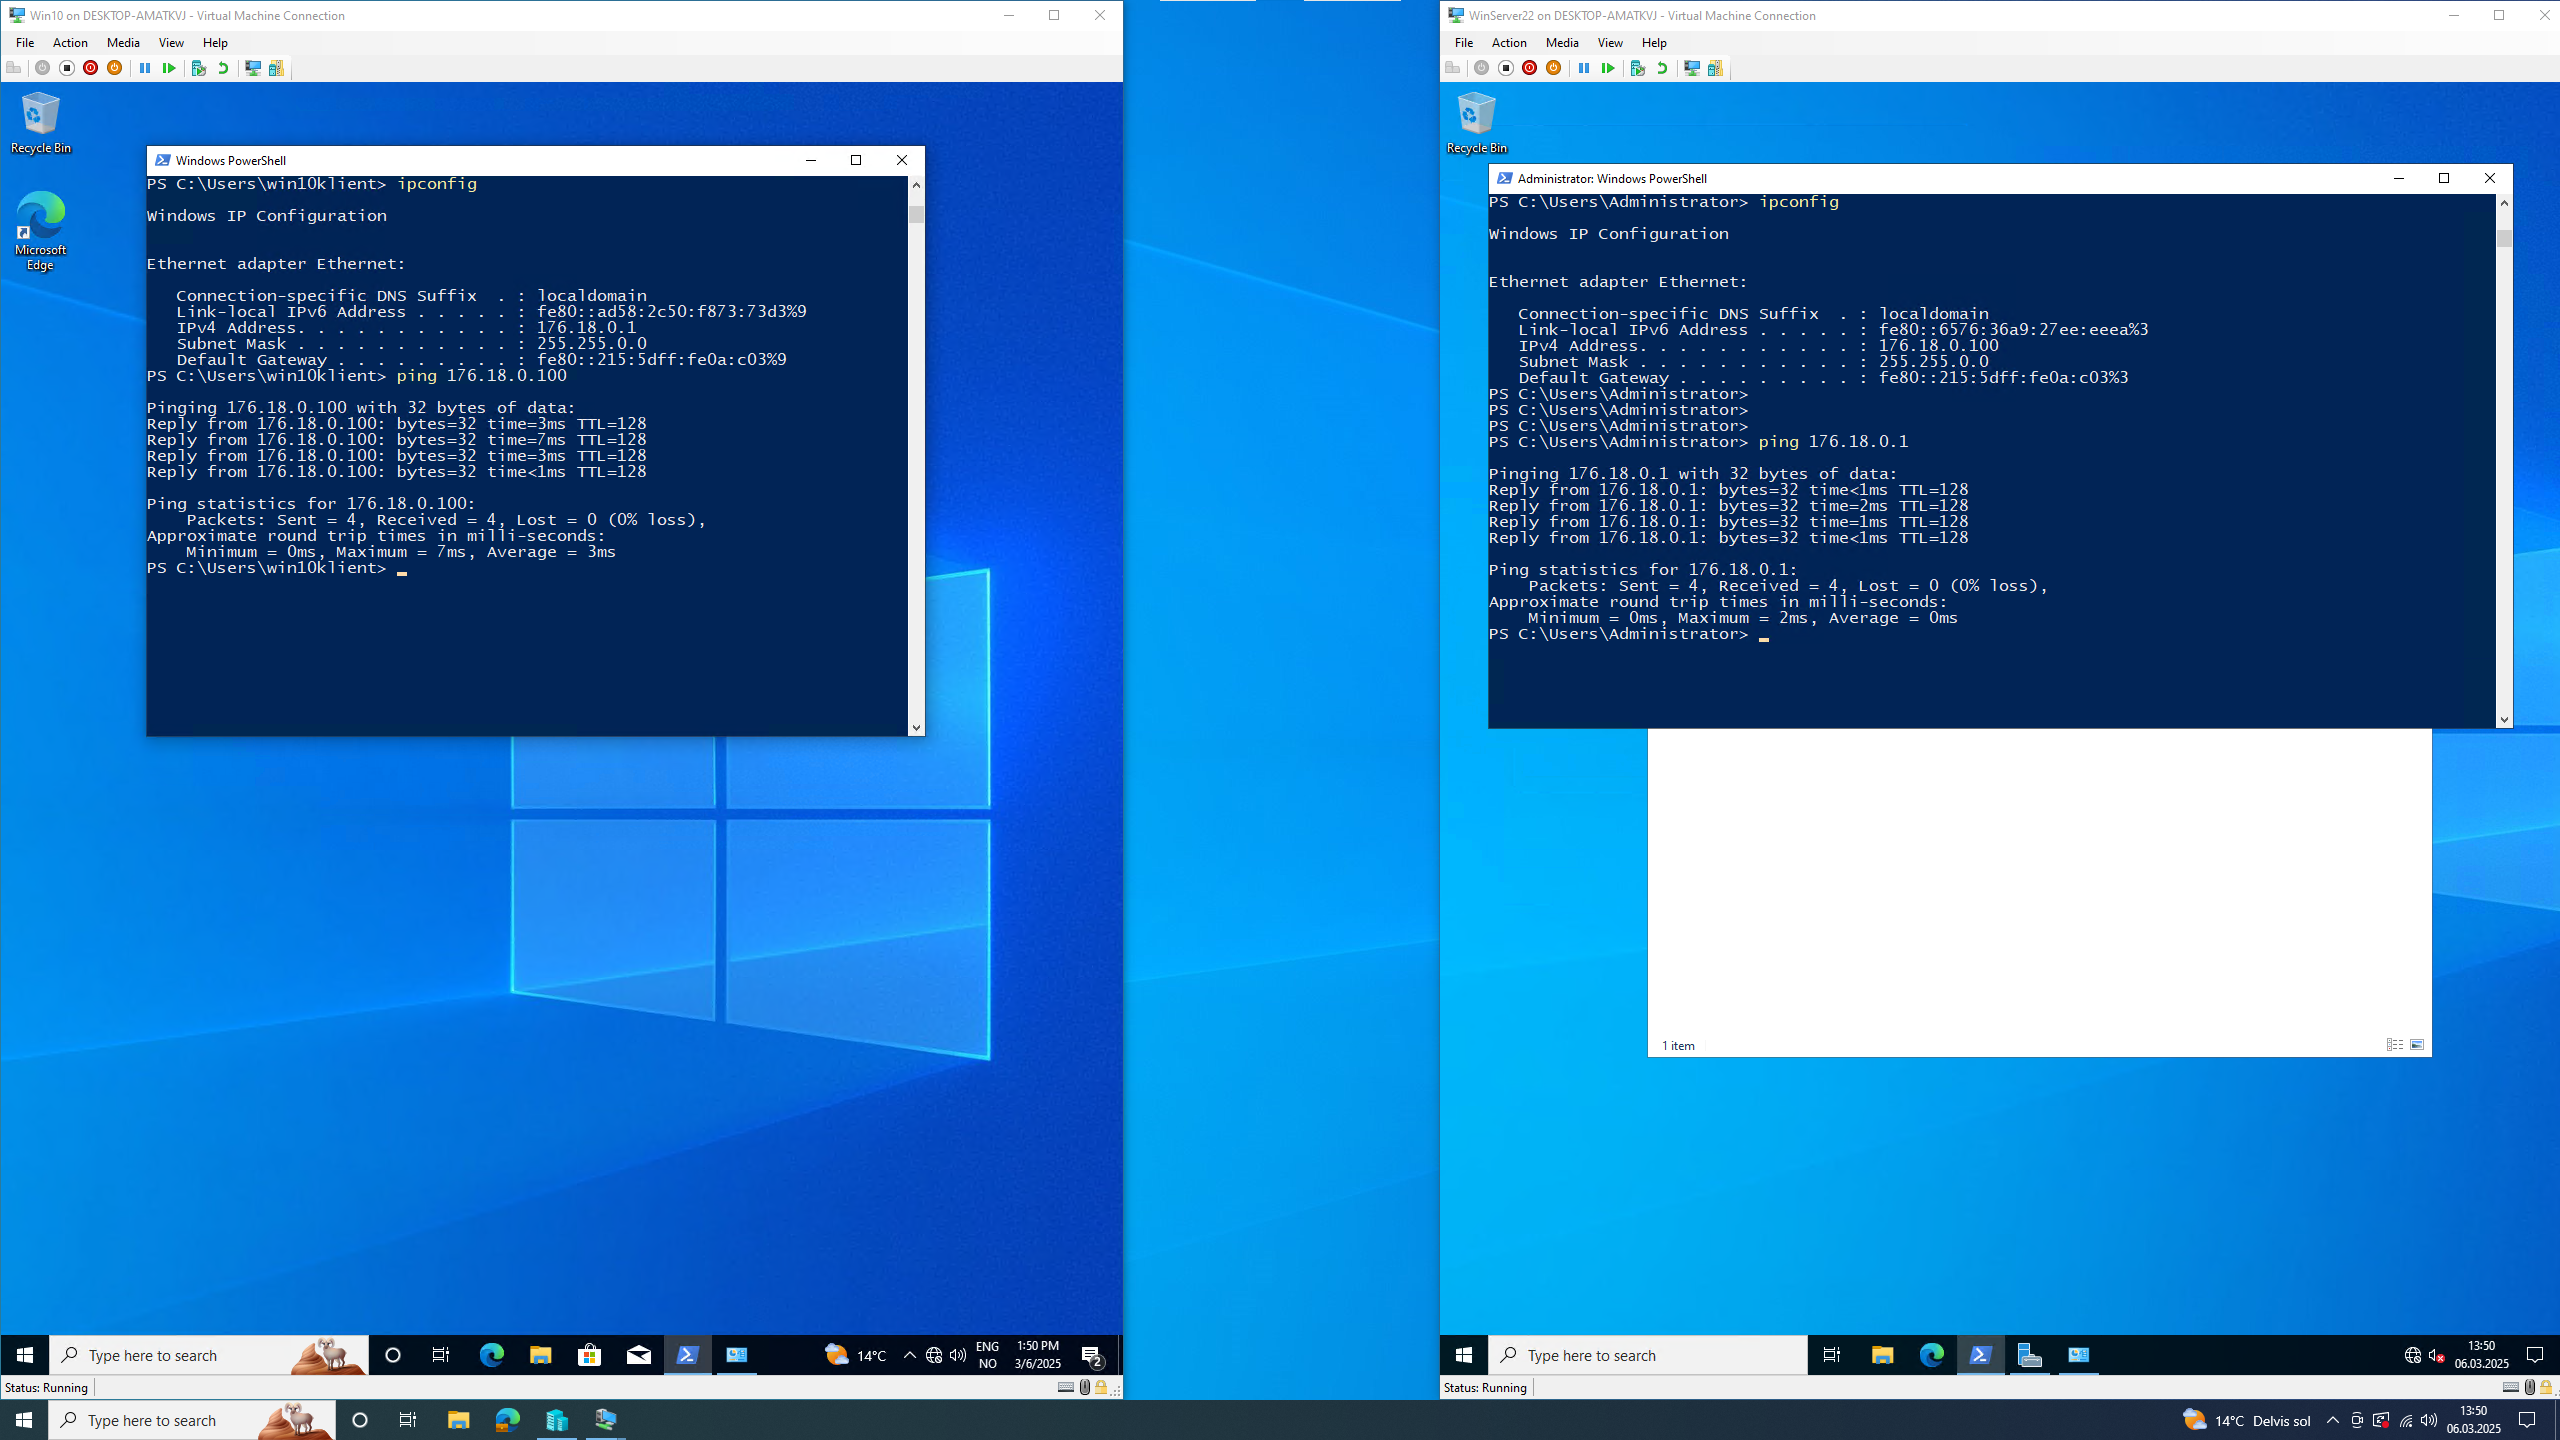 Win10 on DESKTOP-AMATKVJ - Virtual Machine Connection
File Action Media View Help
Recycle Bin
Microsoft
Edge
Windows PowerShell
PS C:\Users\win10klient> ipconfig
Windows IP Configuration
Ethernet adapter Ethernet:
Connection-specific DNS Suffix . : localdomain
Link-local IPv6 Address . . . . . : fe80::ad58:2c50:f873:73d3%9
IPv4 Address. . . . . . . . . . . : 176.18.0.1
Subnet Mask . . . . . . . . . . . : 255.255.0.0
Default Gateway . . . . . . . . . : fe80::215:5dff:fe0a:c03%9
PS C:\Users\win10klient> ping 176.18.0.100
Pinging 176.18.0.100 with 32 bytes of data:
Reply from 176.18.0.100: bytes=32 time=3ms TTL=128
Reply from 176.18.0.100: bytes=32 time=7ms TTL=128
Reply from 176.18.0.100: bytes=32 time=3ms TTL=128
Reply from 176.18.0.100: bytes=32 time<1ms TTL=128
Ping statistics for 176.18.0.100:
Packets: Sent = 4, Received = 4, Lost = 0 (0% loss),
Approximate round trip times in milli-seconds:
Minimum = 0ms, Maximum = 7ms, Average = 3ms
PS C:\Users\win10klient>
Type here to search
14°C
ENG
NO
1:50 PM
3/6/2025
2
Status: Running
WinServer22 on DESKTOP-AMATKVJ - Virtual Machine Connection
File Action Media View Help
Recycle Bin
Administrator: Windows PowerShell
PS C:\Users\Administrator> ipconfig
Windows IP Configuration
Ethernet adapter Ethernet:
Connection-specific DNS Suffix . : localdomain
Link-local IPv6 Address . . . . . : fe80::6576:36a9:27ee:eeea%3
IPv4 Address. . . . . . . . . . . : 176.18.0.100
Subnet Mask . . . . . . . . . . . : 255.255.0.0
Default Gateway . . . . . . . . . : fe80::215:5dff:fe0a:c03%3
PS C:\Users\Administrator>
PS C:\Users\Administrator>
PS C:\Users\Administrator>
PS C:\Users\Administrator> ping 176.18.0.1
Pinging 176.18.0.1 with 32 bytes of data:
Reply from 176.18.0.1: bytes=32 time<1ms TTL=128
Reply from 176.18.0.1: bytes=32 time=2ms TTL=128
Reply from 176.18.0.1: bytes=32 time=1ms TTL=128
Reply from 176.18.0.1: bytes=32 time<1ms TTL=128
Ping statistics for 176.18.0.1:
Packets: Sent = 4, Received = 4, Lost = 0 (0% loss),
Approximate round trip times in milli-seconds:
Minimum = 0ms, Maximum = 2ms, Average = 0ms
PS C:\Users\Administrator>
1 item
Type here to search
13:50
06.03.2025
Status: Running
Type here to search
14°C Delvis sol
13:50
06.03.2025